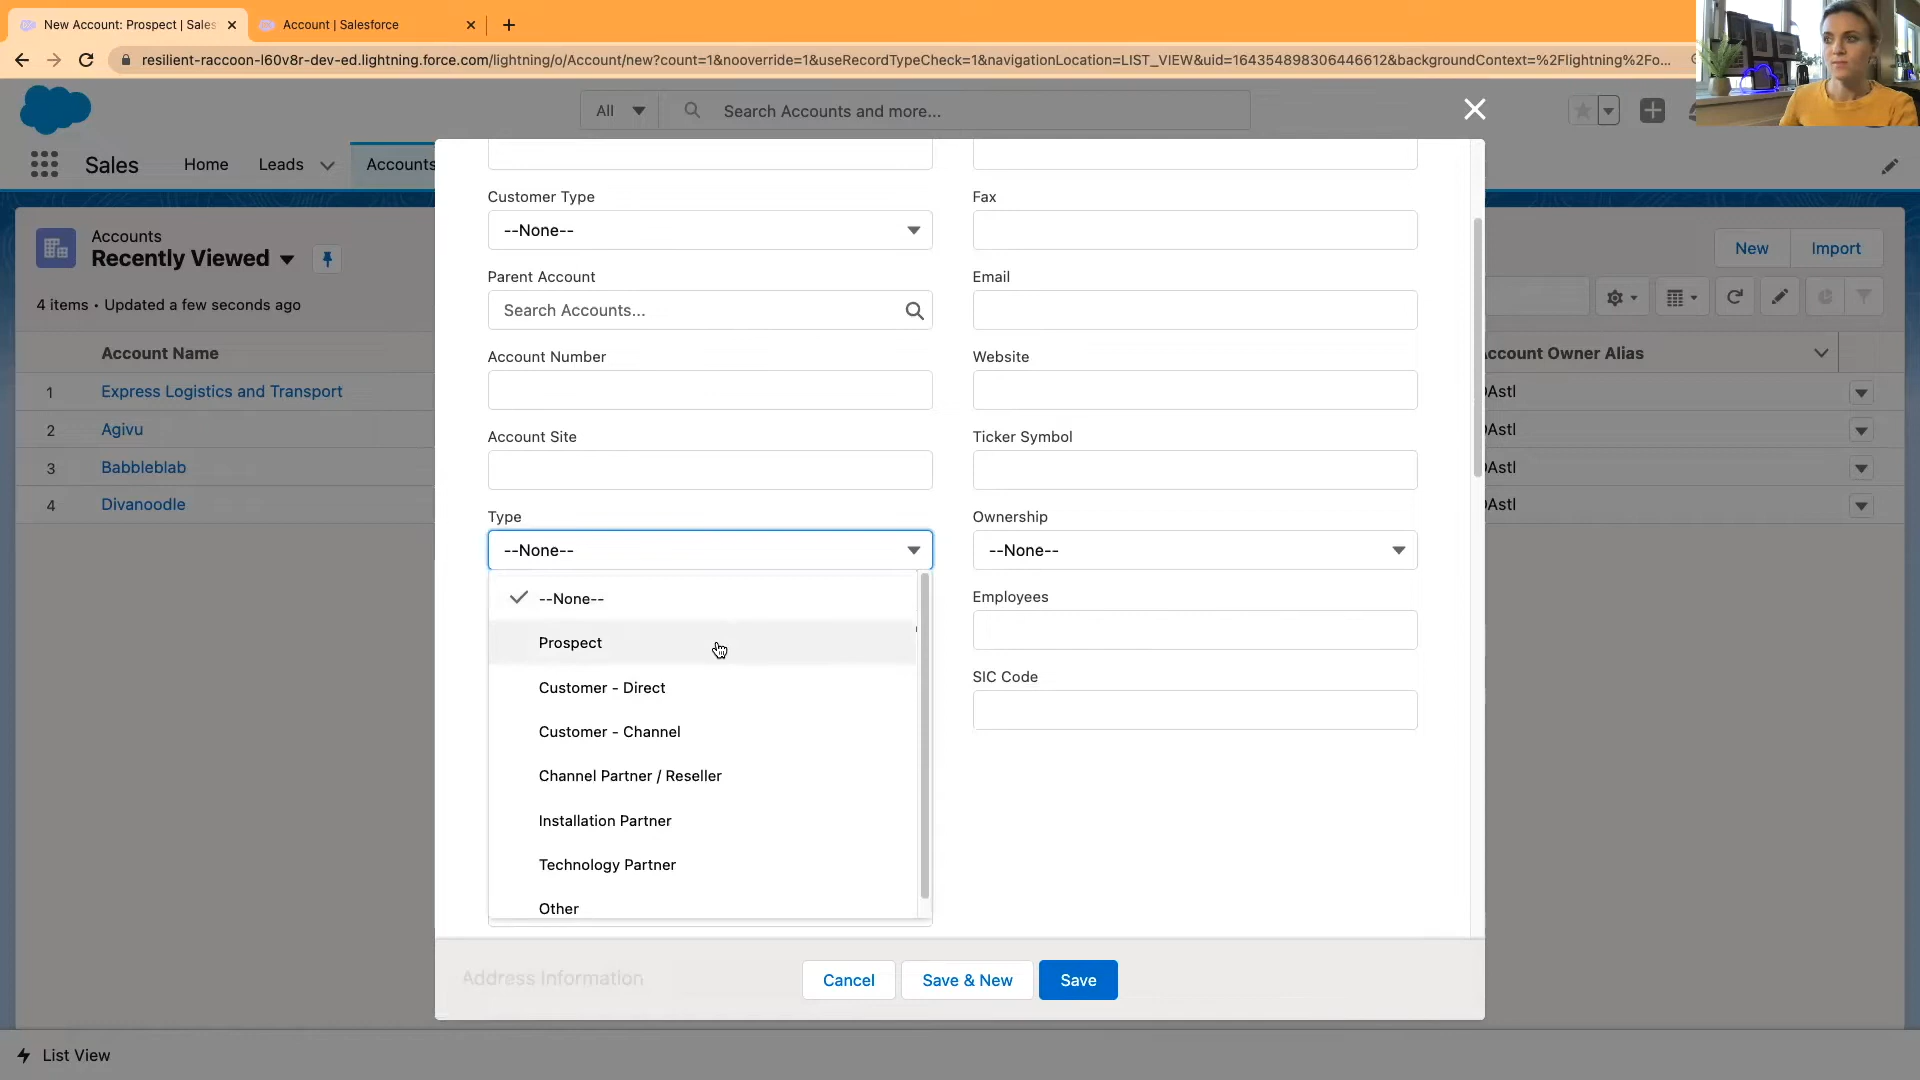 New Account: Prospect | Sales
Account | Salesforce
resilient-raccoon-l60v8r-dev-ed.lightning.force.com/lightning/o/Account/new?count=1&nooverride=1&useRecordTypeCheck=1&navigationLocation=LIST_VIEW&uid=164354898306446612&backgroundContext=%2Flightning%2Fo...
All
Search Accounts and more...
Sales
Home
Leads
Accounts
Accounts
Recently Viewed
New
Import
4 items • Updated a few seconds ago
Account Name
Account Owner Alias
1 Express Logistics and Transport
2 Agivu
3 Babbleblab
4 Divanoodle
Customer Type
--None--
Fax
Parent Account
Search Accounts...
Email
Account Number
Website
Account Site
Ticker Symbol
Type
--None--
Ownership
--None--
--None--
Prospect
Customer - Direct
Customer - Channel
Channel Partner / Reseller
Installation Partner
Technology Partner
Other
Employees
SIC Code
Address Information
Cancel
Save & New
Save
List View